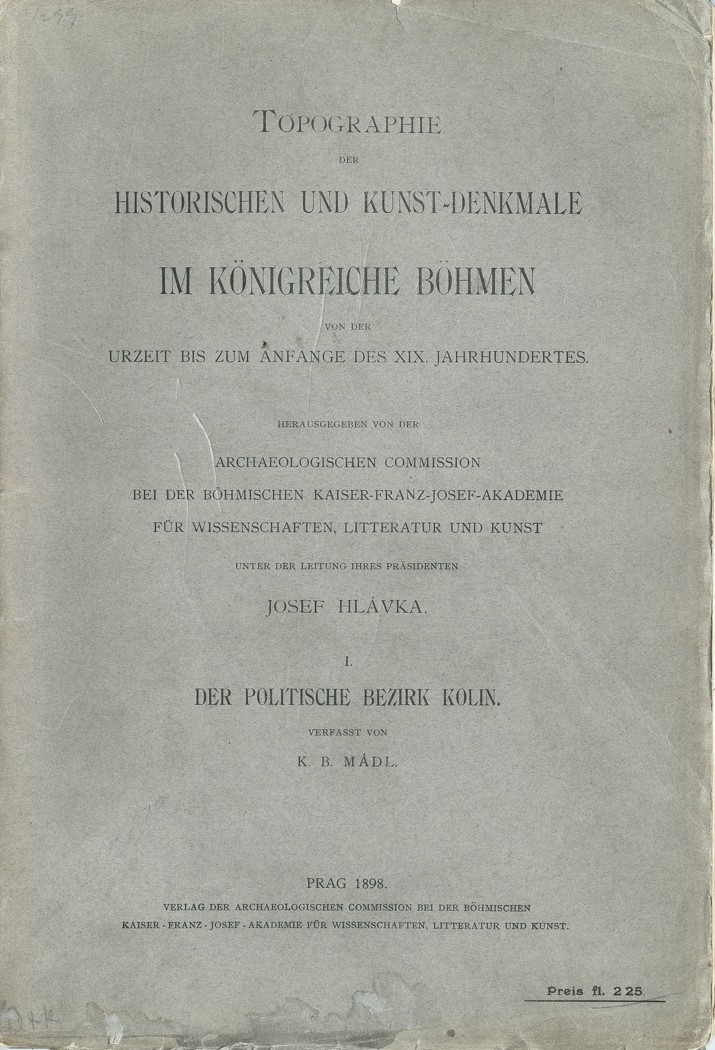 TOPOGRAPHIE
DER
HISTORISCHEN UND KUNST-DENKMALE
IM KÖNIGREICHE BÖHMEN
VON DER
URZEIT BIS ZUM ANFANGE DES XIX. JAHRHUNDERTES.
HERAUSGEGEBEN VON DER
ARCHAEOLOGISCHEN COMMISSION
BEI DER BÖHMISCHEN KAISER-FRANZ-JOSEF-AKADEMIE
FÜR WISSENSCHAFTEN, LITTERATUR UND KUNST
UNTER DER LEITUNG IHRES PRÄSIDENTEN
JOSEF HLÁVKA.
I.
DER POLITISCHE BEZIRK KOLIN.
VERFASST VON
K. B. MÁDL.
PRAG 1898.
VERLAG DER ARCHAEOLOGISCHEN COMMISSION BEI DER BÖHMISCHEN
KAISER-FRANZ-JOSEF-AKADEMIE FÜR WISSENSCHAFTEN, LITTERATUR UND KUNST.
Preis fl. 2 25.